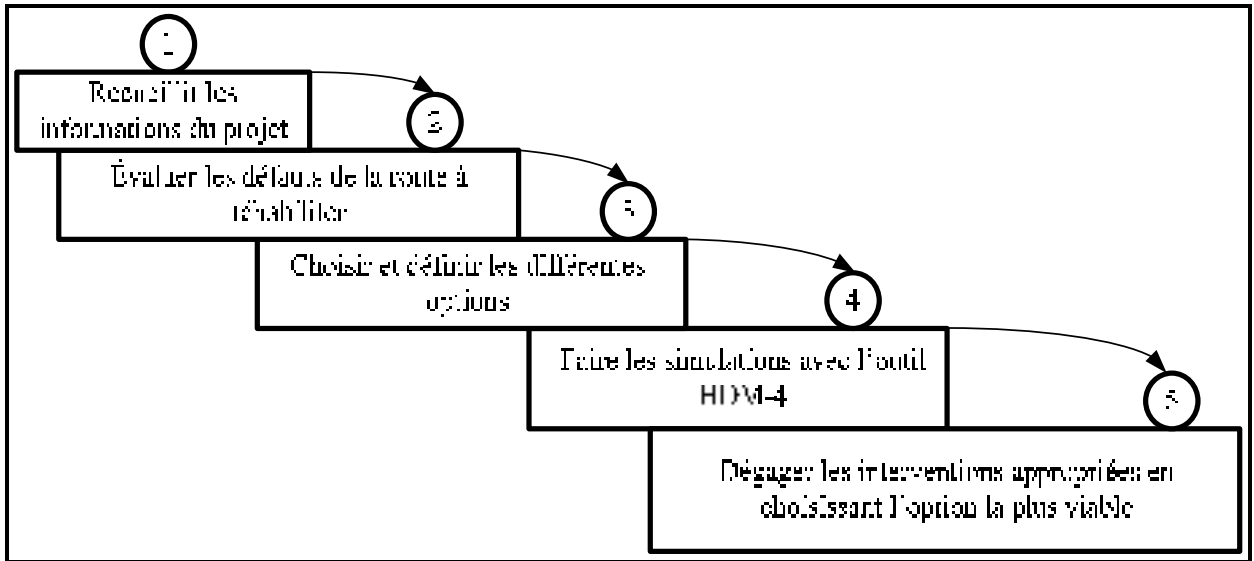 1
Recueillir les
informations du projet
2
Évaluer les défauts de la route à
réhabiliter
3
Choisir et définir les différentes
options
4
Faire les simulations avec l'outil
HDM-4
5
Dégager les interventions appropriées en
choisissant l'option la plus viable